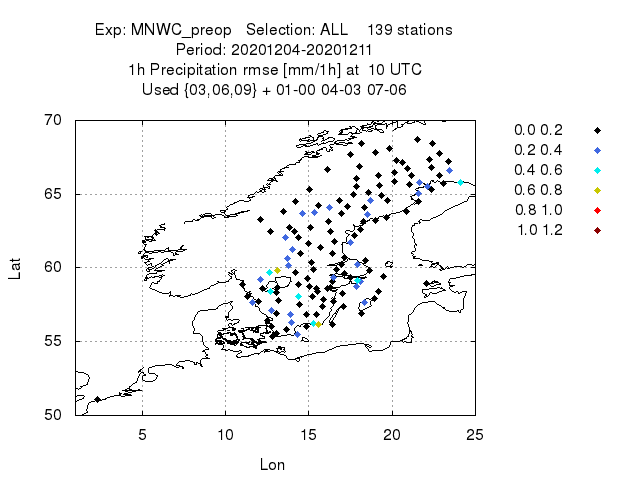 Exp: MNWC_preop   Selection: ALL    139 stations
Period: 20201204-20201211
1h Precipitation rmse [mm/1h] at  10 UTC
Used {03,06,09} + 01-00 04-03 07-06
70
65
60
55
50
5 10 15 20 25
Lat
Lon
0.0 0.2
0.2 0.4
0.4 0.6
0.6 0.8
0.8 1.0
1.0 1.2